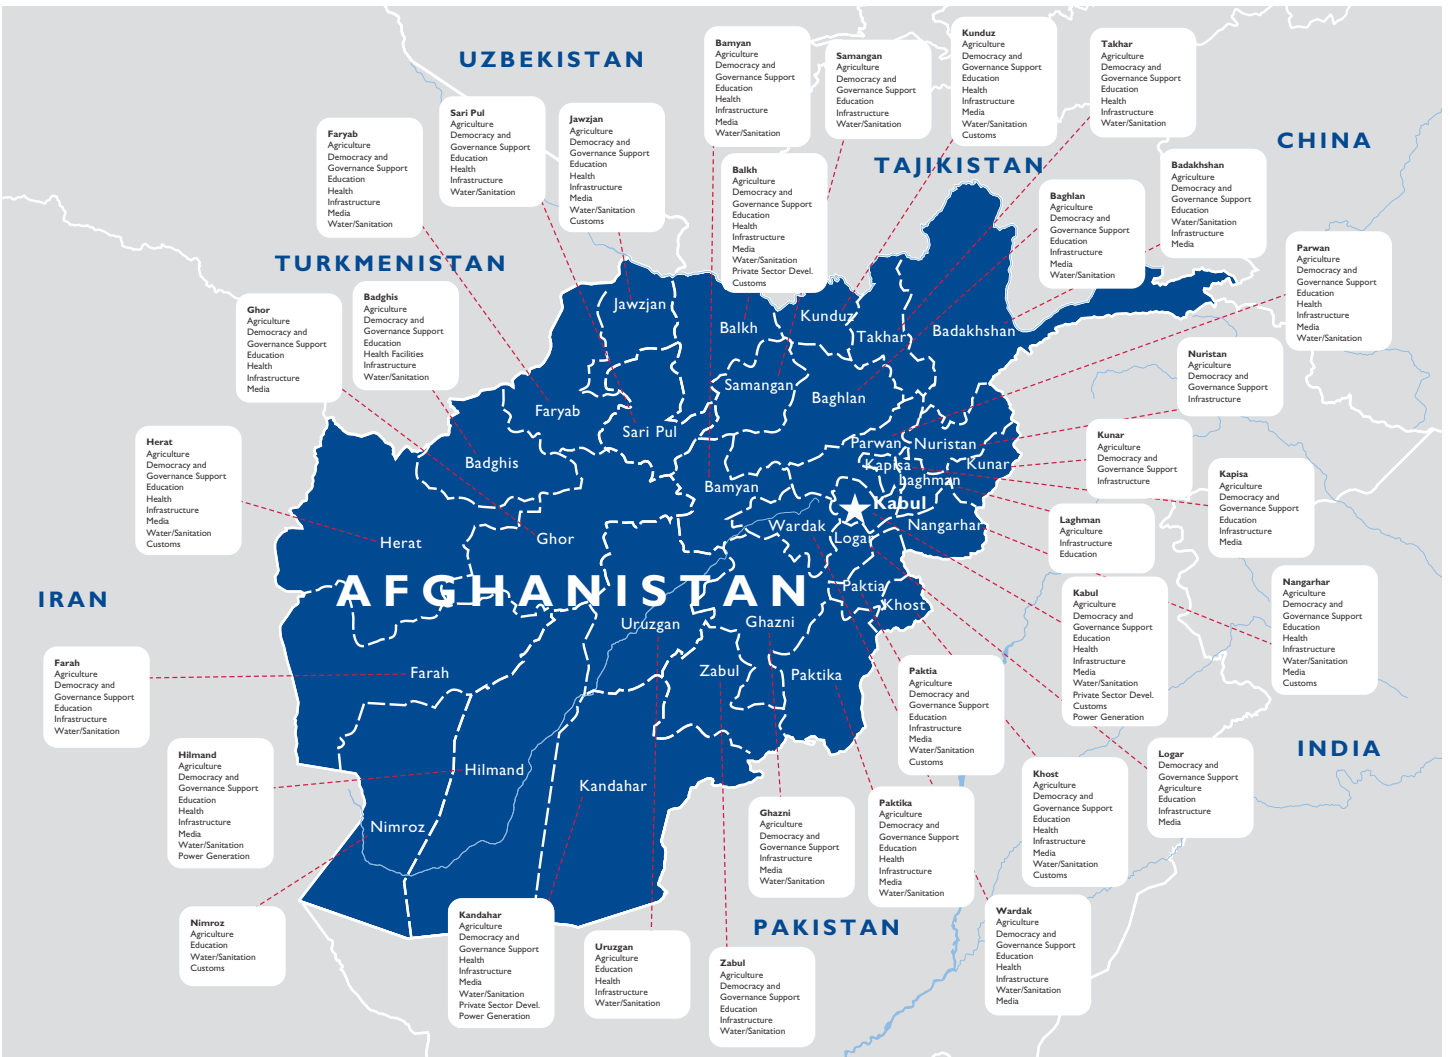 UZBEKISTAN
TAJIKISTAN
CHINA
TURKMENISTAN
IRAN
INDIA
PAKISTAN
AFGHANISTAN
Bamyan
Agriculture
Democracy and
Governance Support
Education
Health
Infrastructure
Media
Water/Sanitation
Samangan
Agriculture
Democracy and
Governance Support
Education
Infrastructure
Water/Sanitation
Kunduz
Agriculture
Democracy and
Governance Support
Education
Health
Infrastructure
Media
Water/Sanitation
Customs
Takhar
Agriculture
Democracy and
Governance Support
Education
Health
Infrastructure
Water/Sanitation
Sari Pul
Agriculture
Democracy and
Governance Support
Education
Health
Infrastructure
Water/Sanitation
Jawzjan
Agriculture
Democracy and
Governance Support
Education
Health
Infrastructure
Media
Water/Sanitation
Customs
Faryab
Agriculture
Democracy and
Governance Support
Education
Health
Infrastructure
Media
Water/Sanitation
Balkh
Agriculture
Democracy and
Governance Support
Education
Health
Infrastructure
Media
Water/Sanitation
Private Sector Devel.
Customs
Badakhshan
Agriculture
Democracy and
Governance Support
Education
Water/Sanitation
Infrastructure
Media
Baghlan
Agriculture
Democracy and
Governance Support
Education
Infrastructure
Media
Water/Sanitation
Parwan
Agriculture
Democracy and
Governance Support
Education
Health
Infrastructure
Media
Water/Sanitation
Ghor
Agriculture
Democracy and
Governance Support
Education
Health
Infrastructure
Media
Badghis
Agriculture
Democracy and
Governance Support
Education
Health Facilities
Infrastructure
Water/Sanitation
Nuristan
Agriculture
Democracy and
Governance Support
Infrastructure
Herat
Agriculture
Democracy and
Governance Support
Education
Health
Infrastructure
Media
Water/Sanitation
Customs
Kunar
Agriculture
Democracy and
Governance Support
Infrastructure
Kapisa
Agriculture
Democracy and
Governance Support
Education
Infrastructure
Media
Laghman
Agriculture
Infrastructure
Education
Nangarhar
Agriculture
Democracy and
Governance Support
Education
Health
Infrastructure
Water/Sanitation
Media
Customs
Kabul
Agriculture
Democracy and
Governance Support
Education
Health
Infrastructure
Media
Water/Sanitation
Private Sector Devel.
Customs
Power Generation
Farah
Agriculture
Democracy and
Governance Support
Education
Infrastructure
Water/Sanitation
Paktia
Agriculture
Democracy and
Governance Support
Education
Infrastructure
Media
Water/Sanitation
Customs
Hilmand
Agriculture
Democracy and
Governance Support
Education
Health
Infrastructure
Media
Water/Sanitation
Power Generation
Logar
Democracy and
Governance Support
Agriculture
Education
Infrastructure
Media
Khost
Agriculture
Democracy and
Governance Support
Education
Health
Infrastructure
Media
Water/Sanitation
Customs
Ghazni
Agriculture
Democracy and
Governance Support
Infrastructure
Media
Water/Sanitation
Paktika
Agriculture
Democracy and
Governance Support
Education
Health
Infrastructure
Media
Water/Sanitation
Nimroz
Agriculture
Education
Water/Sanitation
Customs
Kandahar
Agriculture
Democracy and
Governance Support
Health
Infrastructure
Media
Water/Sanitation
Private Sector Devel.
Power Generation
Uruzgan
Agriculture
Education
Health
Infrastructure
Water/Sanitation
Zabul
Agriculture
Democracy and
Governance Support
Education
Infrastructure
Water/Sanitation
Wardak
Agriculture
Democracy and
Governance Support
Education
Health
Infrastructure
Water/Sanitation
Media
Jawzjan
Balkh
Kunduz
Takhar
Badakhshan
Samangan
Baghlan
Faryab
Sari Pul
Badghis
Parwan
Nuristan
Kapisa
Kunar
Laghman
Bamyan
Kabul
Wardak
Nangarhar
Logar
Herat
Ghor
Paktia
Khost
Uruzgan
Ghazni
Farah
Zabul
Paktika
Hilmand
Kandahar
Nimroz